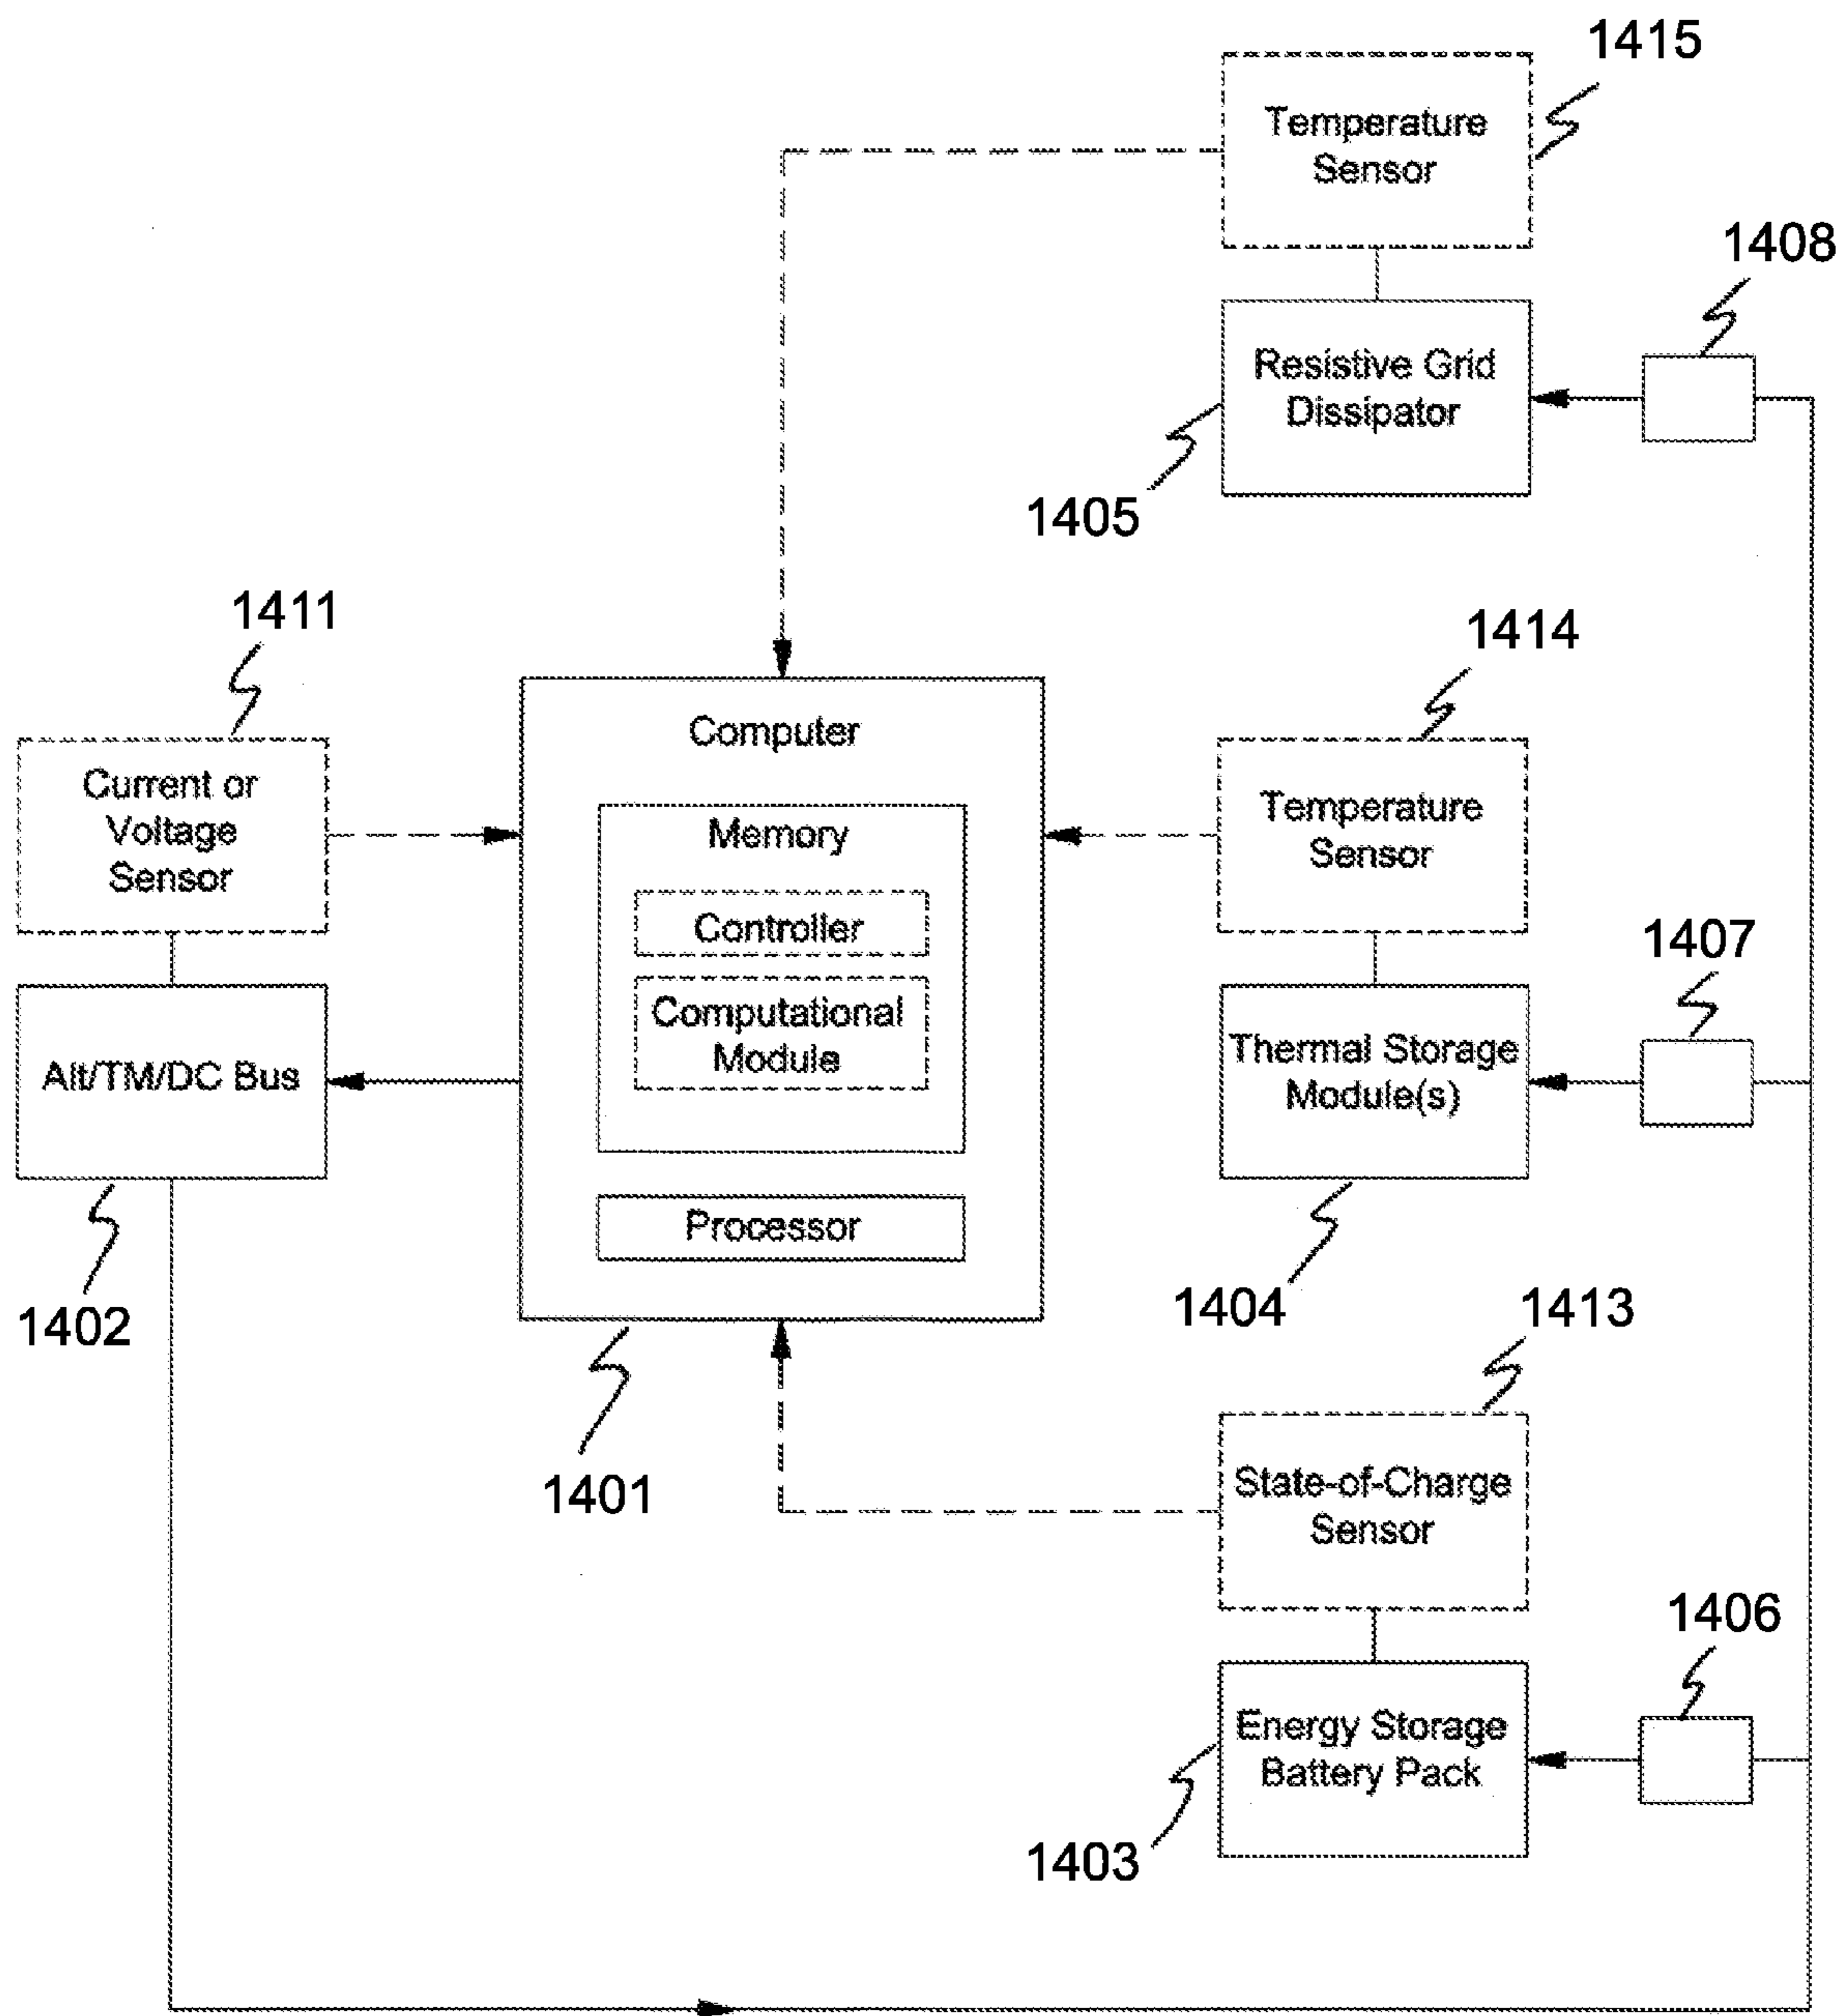 1415
Temperature
Sensor
1408
Resistive Grid
Dissipator
1405
1411
1414
Current or
Voltage
Sensor
Computer
Memory
Controller
Computational
Module
Processor
Temperature
Sensor
1407
Alt/TM/DC Bus
Thermal Storage
Module(s)
1402
1404
1413
1401
State-of-Charge
Sensor
1406
Energy Storage
Battery Pack
1403